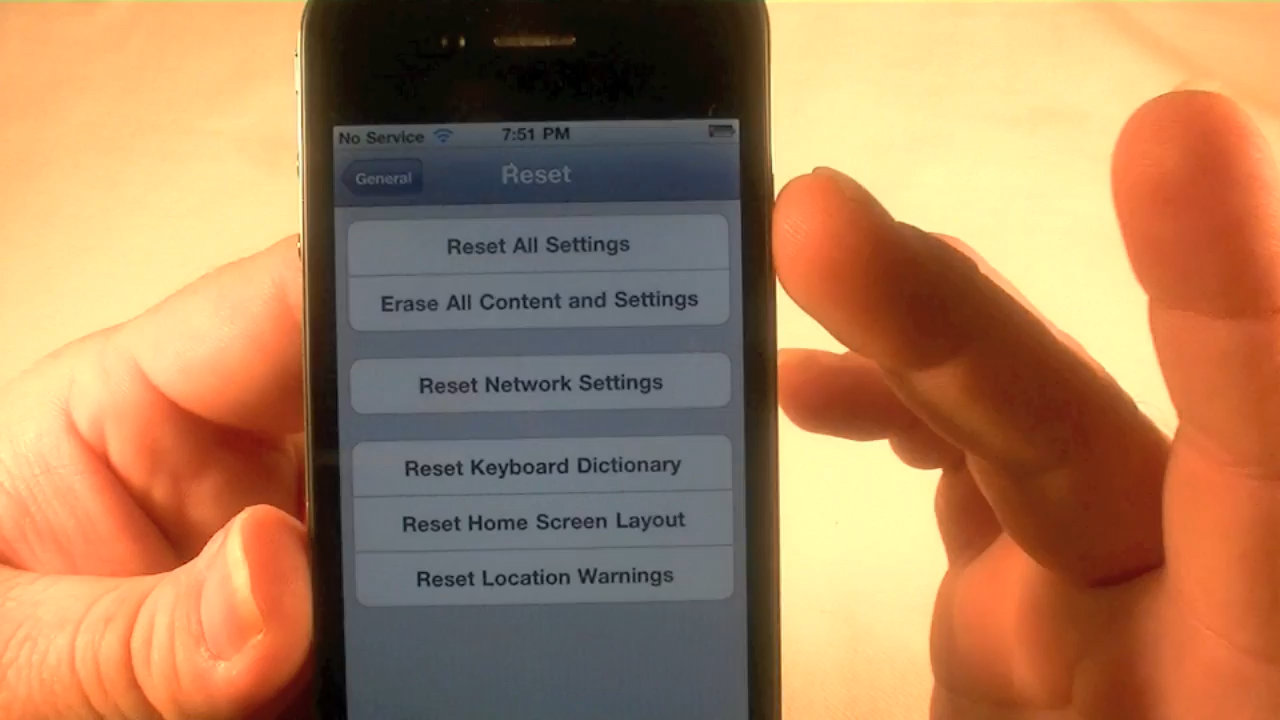 No Service 7:51 PM
General Reset
Reset All Settings
Erase All Content and Settings
Reset Network Settings
Reset Keyboard Dictionary
Reset Home Screen Layout
Reset Location Warnings